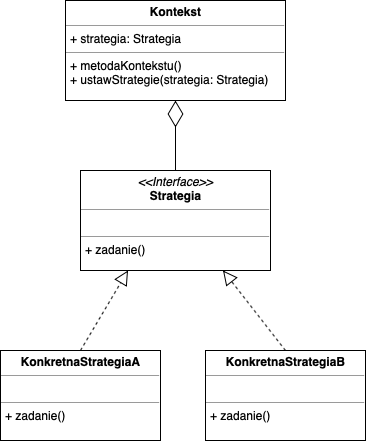 Kontekst
+ strategia: Strategia
+ metodaKontekstu()
+ ustawStrategie(strategia: Strategia)
<<Interface>>
Strategia
+ zadanie()
KonkretnaStrategiaA
+ zadanie()
KonkretnaStrategiaB
+ zadanie()